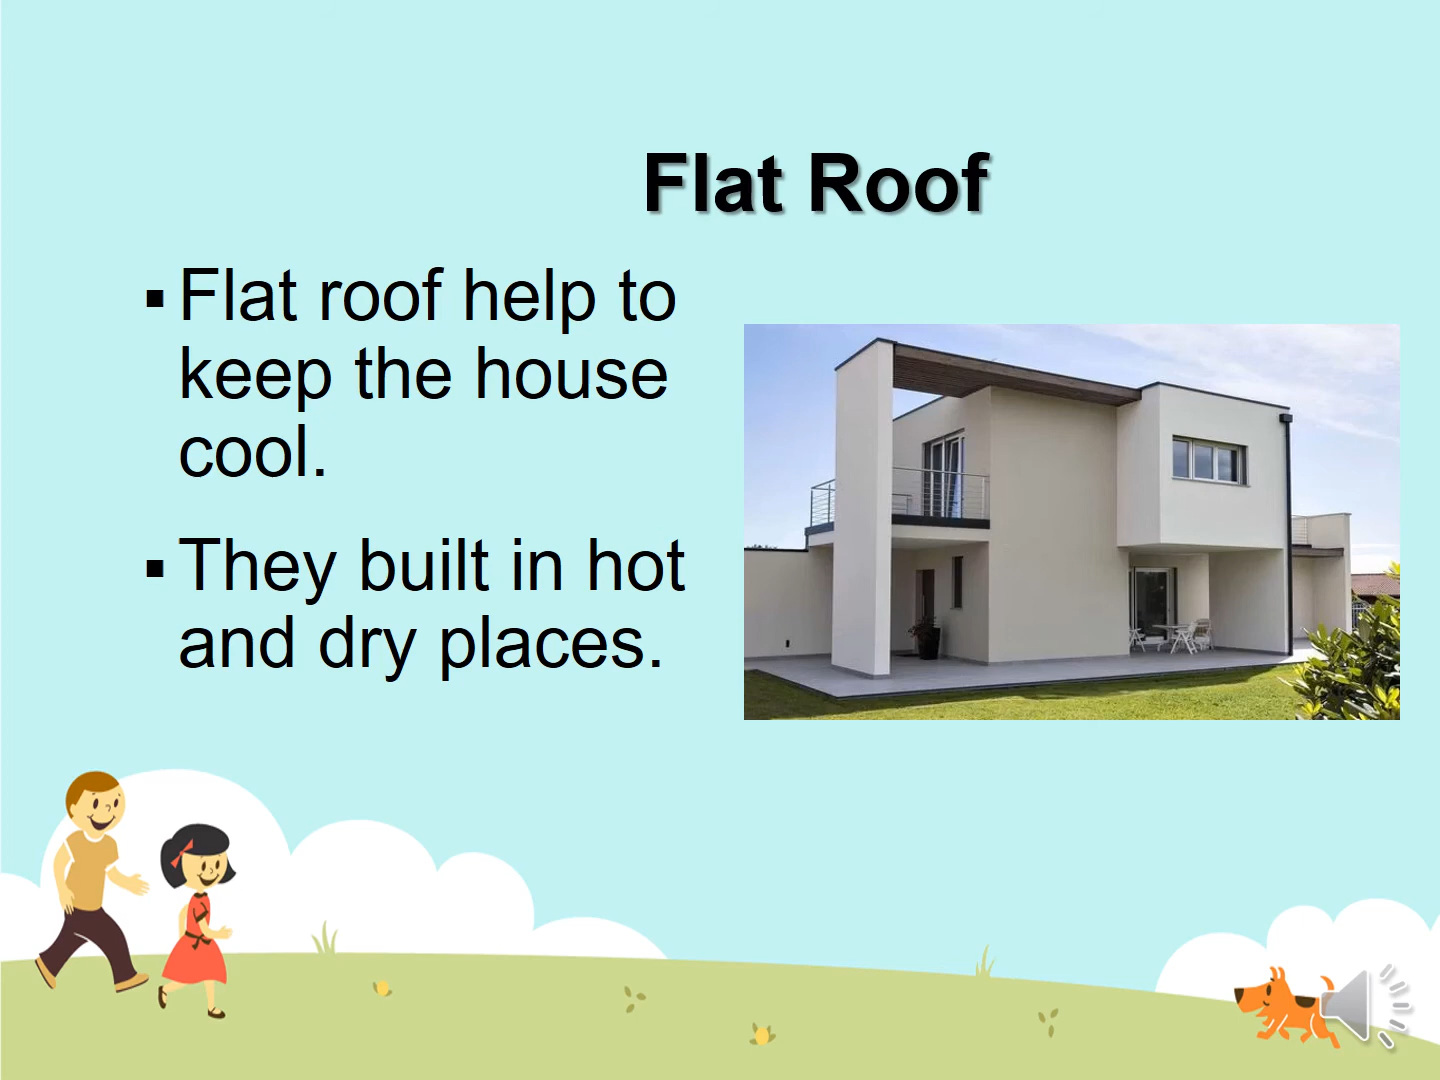 Flat Roof
▪ Flat roof help to
keep the house
cool.
▪ They built in hot
and dry places.